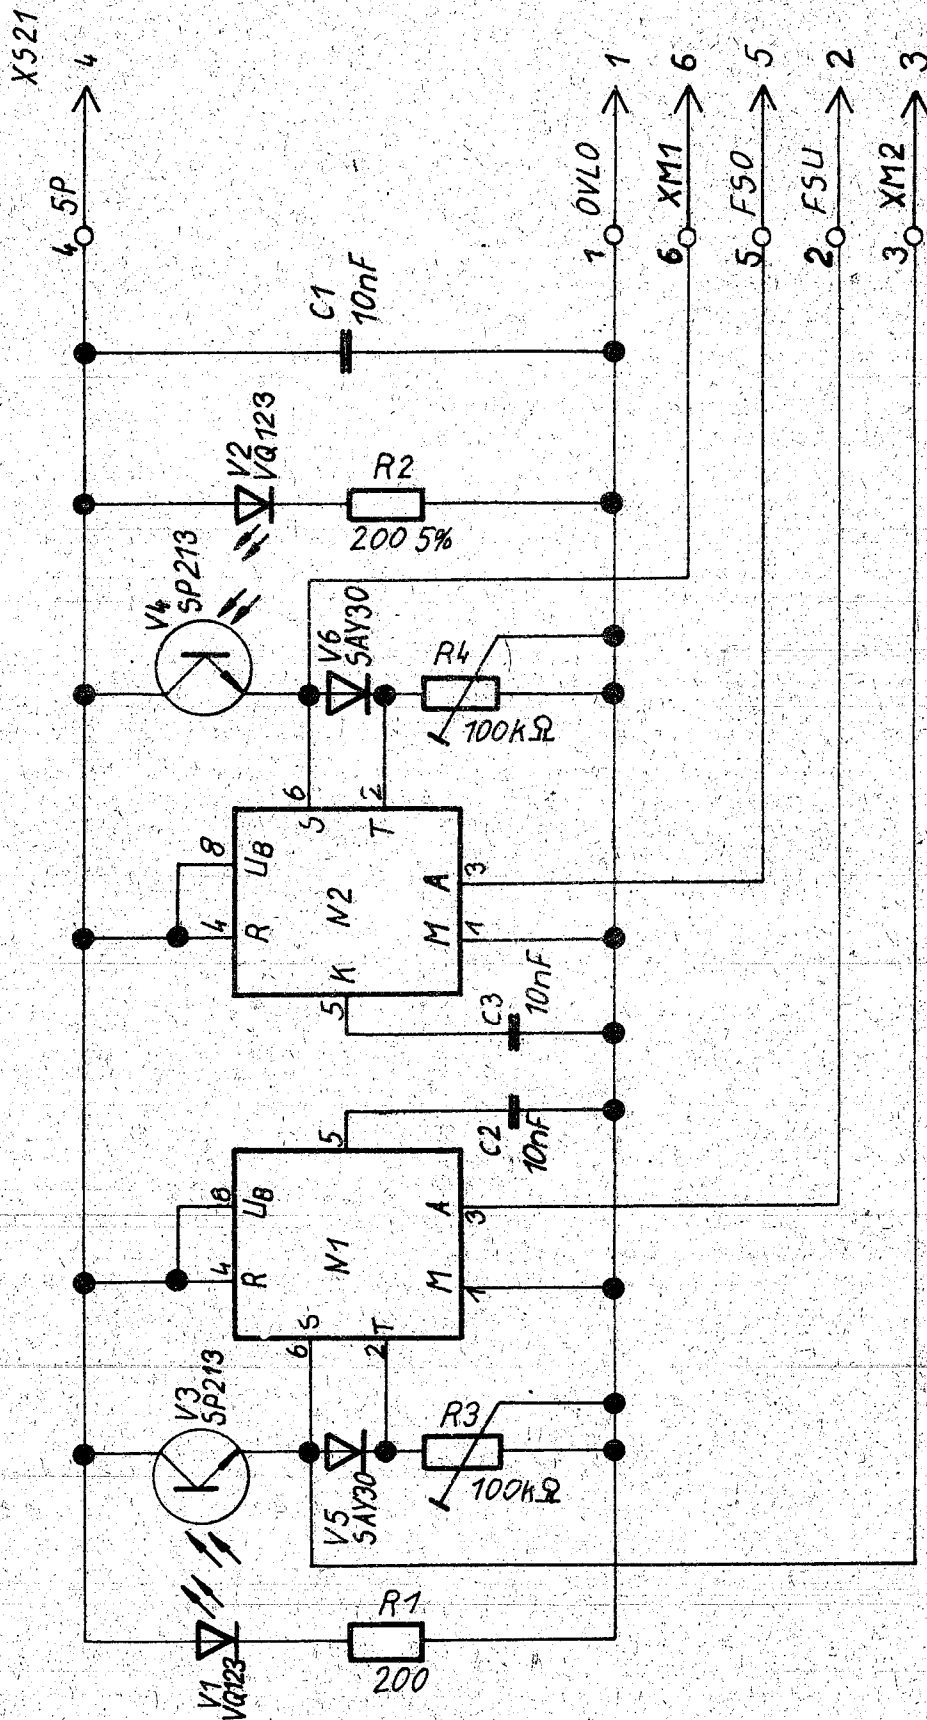 XS21
4 5P 4
1 0VL0 1
6 XM1 6
5 FS0 5
2 FSU 2
3 XM2 3
C1
10nF
V2
VQ123
R2
200 5%
V4
SP213
V6
SAY30
R4
100kΩ
8
4
UB
R
6
S
2
T
N2
K
5
A
3
M
1
C3
10nF
C2
10nF
5
8
4
UB
R
N1
A
3
M
1
6
S
2
T
V3
SP213
V5
SAY30
R3
100kΩ
V1
VQ123
R1
200